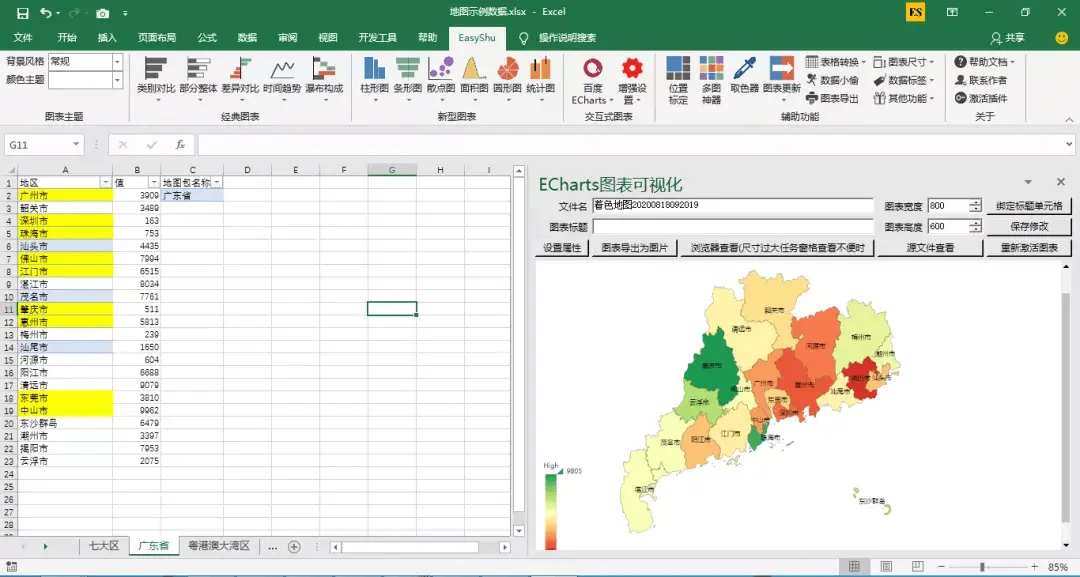 地图示例数据.xlsx - Excel
ES
文件 开始 插入 页面布局 公式 数据 审阅 视图 开发工具 帮助 EasyShu 操作说明搜索 共享
背景风格 常规
颜色主题
图表主题
类别对比 部分整体 差异对比 时间趋势 瀑布构成
经典图表
柱形图 条形图 散点图 面积图 圆形图 统计图
新型图表
百度 ECharts 增强设置
交互式图表
位置标定 多图神器 取色器 图表更新
表格转换 图表尺寸
数据小偷 数据标签
图表导出 其他功能
辅助功能
帮助文档
联系作者
激活插件
关于
G11 fx
A B C D E F G H I
1 地区 值 地图包名称
2 广州市 3909 广东省
3 韶关市 3489
4 深圳市 163
5 珠海市 753
6 汕头市 4435
7 佛山市 7994
8 江门市 6515
9 湛江市 8034
10 茂名市 7761
11 肇庆市 511
12 惠州市 5813
13 梅州市 239
14 汕尾市 1650
15 河源市 604
16 阳江市 6688
17 清远市 9079
18 东莞市 3810
19 中山市 9962
20 东沙群岛 6479
21 潮州市 3397
22 揭阳市 7953
23 云浮市 2075
24
25
26
27
28
ECharts图表可视化
文件名 着色地图20200818092019 图表宽度 800 绑定标题单元格
图表标题 图表高度 600 保存修改
设置属性 图表导出为图片 浏览器查看(尺寸过大任务窗格查看不便时) 源文件查看 重新激活图表
韶关市
清远市
河源市
梅州市
潮州市
肇庆市
广州市
惠州市
汕头市
云浮市
佛山市
东莞市
汕尾市
深圳市
中山市
江门市
珠海市
阳江市
茂名市
湛江市
东沙群岛
High
9805
七大区 广东省 粤港澳大湾区 ...
85%